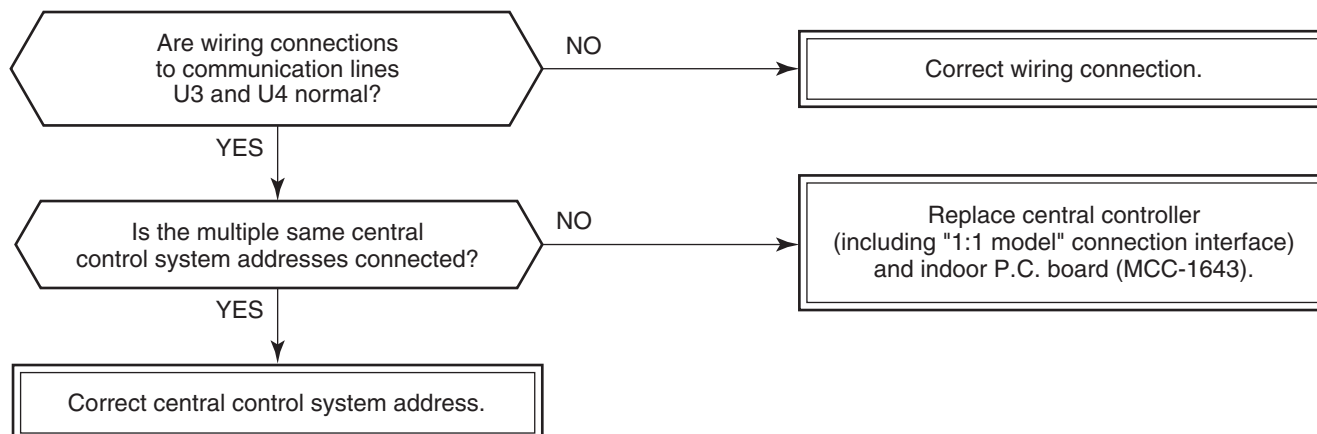 Are wiring connections
to communication lines
U3 and U4 normal?
NO
Correct wiring connection.
YES
Is the multiple same central
control system addresses connected?
NO
Replace central controller
(including "1:1 model" connection interface)
and indoor P.C. board (MCC-1643).
YES
Correct central control system address.